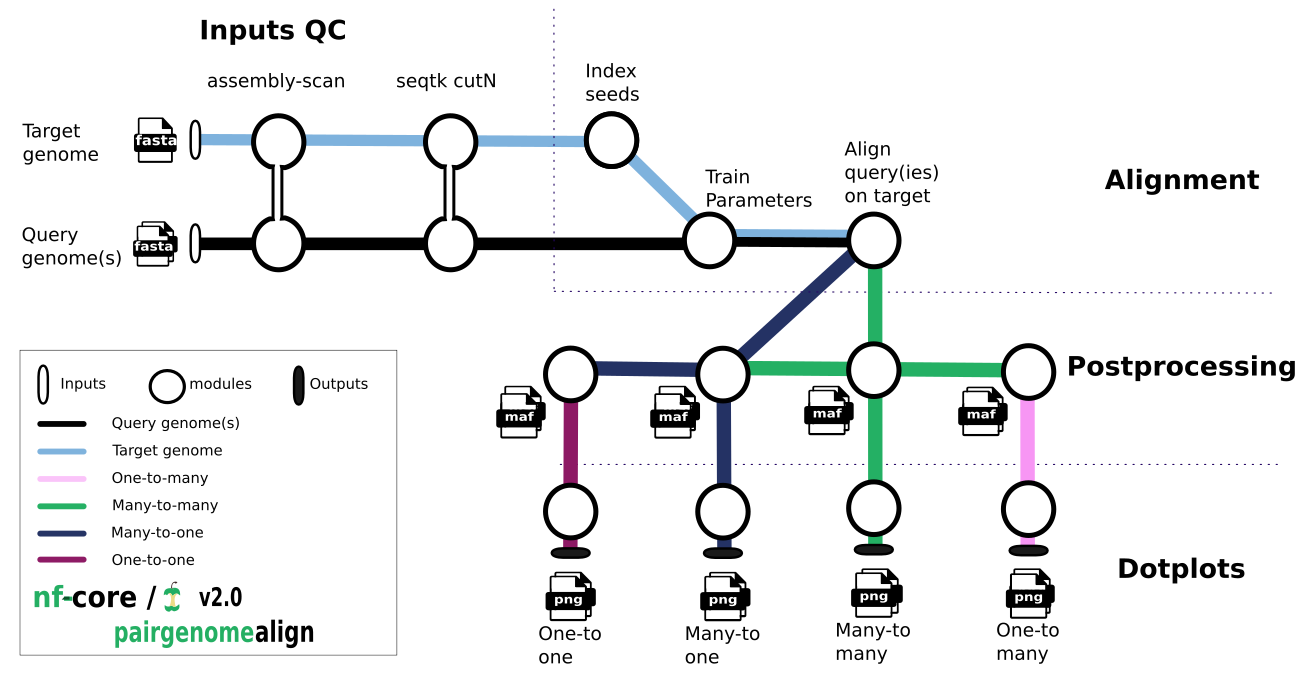 Inputs QC
assembly-scan
seqtk cutN
Index
seeds
Target
genome
fasta
Align
query(ies)
on target
Train
Parameters
Alignment
Query
genome(s)
fasta
Postprocessing
maf
maf
maf
maf
Inputs
modules
Outputs
Query genome(s)
Target genome
One-to-many
Many-to-many
Many-to-one
One-to-one
nf-core / v2.0
pairgenomealign
Dotplots
png
png
png
png
One-to
one
Many-to
one
Many-to
many
One-to
many